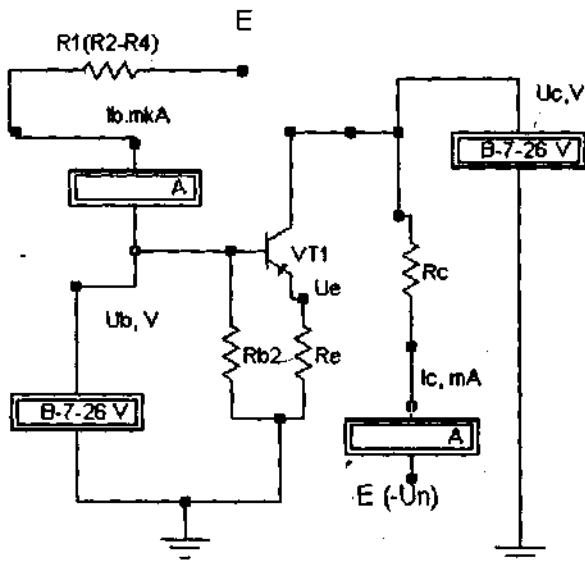 E
R1(R2-R4)
Ib.mkA
Uc, V
B-7-26 V
A
VT1
Ue
Rc
Ub, V
Rb2
Re
Ic, mA
B-7-26 V
A
E (-Un)